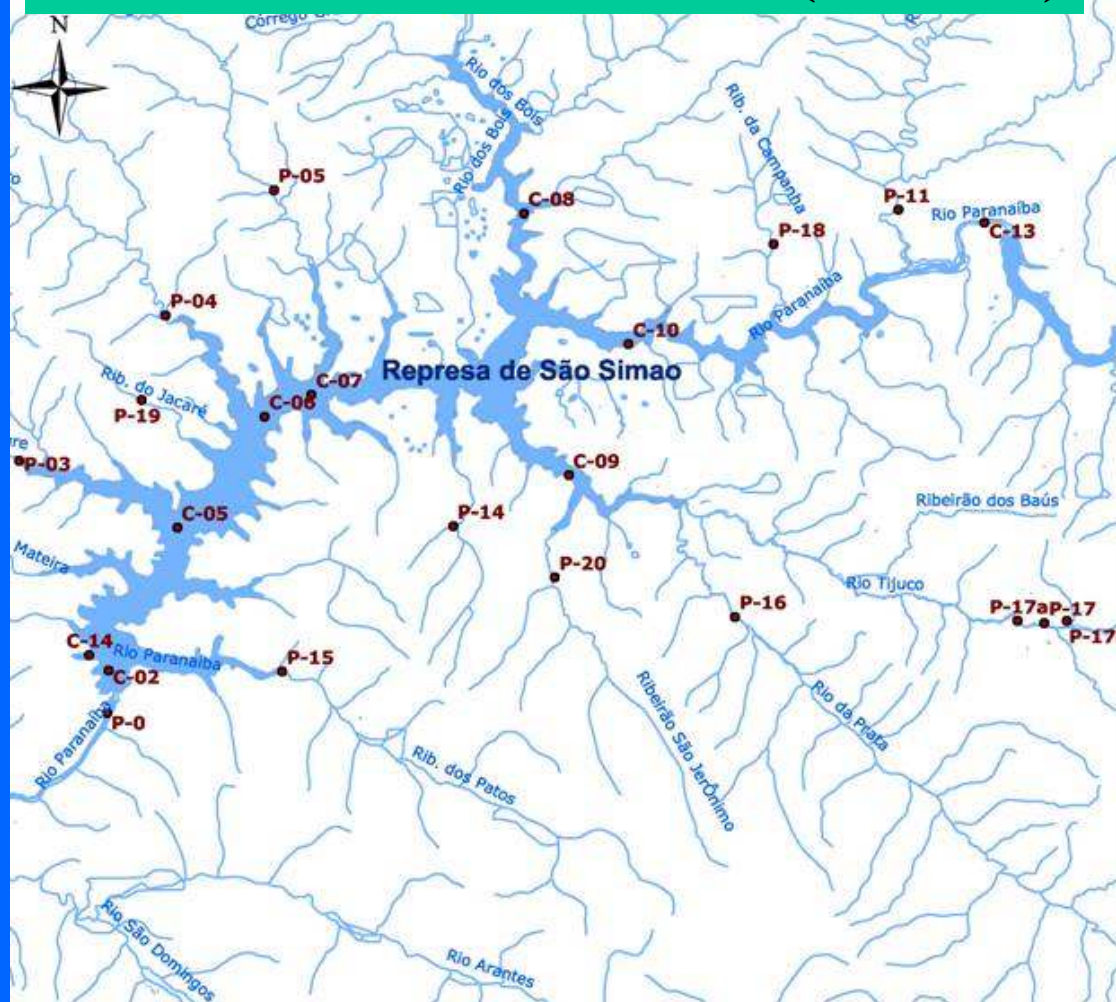 N
Rio dos Bois
Rio dos Bois
Rib. da Campanha
P-05
C-08
P-11
Rio Paranaíba
C-13
P-18
P-04
Rio Paranaíba
C-10
Represa de São Simao
C-07
Rib. do Jacaré
P-19
C-06
P-03
C-09
Ribeirão dos Baús
C-05
P-14
Mateira
P-20
Rio Tijuco
P-16
P-17a
P-17
P-17
C-14
Rio Paranaíba
P-15
C-02
Ribeirão São JerÔnimo
Rio da Prata
P-0
Rio Paranaíba
Rib. dos Patos
Rio São Domingos
Rio Arantes